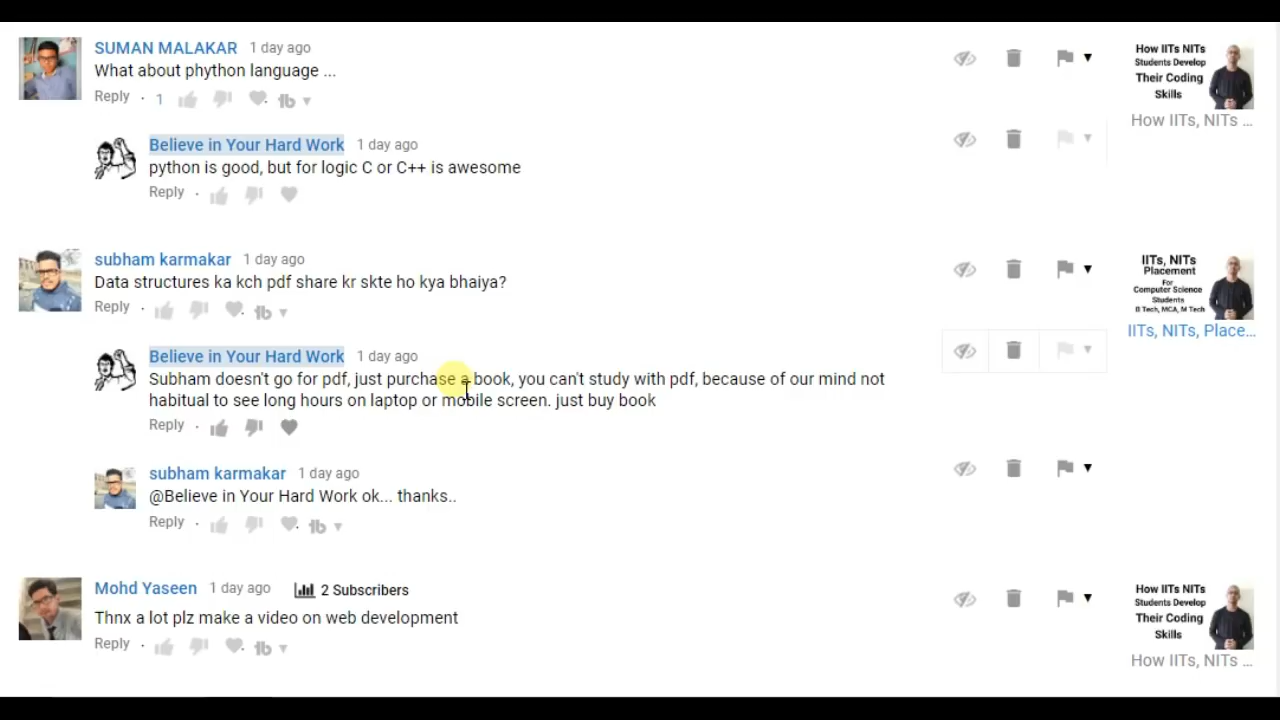 SUMAN MALAKAR 1 day ago
What about phython language ...
Reply · 1
How IITs NITs
Students Develop
Their Coding
Skills
How IITs, NITs ...
Believe in Your Hard Work 1 day ago
python is good, but for logic C or C++ is awesome
Reply ·
subham karmakar 1 day ago
Data structures ka kch pdf share kr skte ho kya bhaiya?
Reply ·
IITs, NITs
Placement
For
Computer Science
Students
B Tech, MCA, M Tech
IITs, NITs, Place...
Believe in Your Hard Work 1 day ago
Subham doesn't go for pdf, just purchase a book, you can't study with pdf, because of our mind not
habitual to see long hours on laptop or mobile screen. just buy book
Reply ·
subham karmakar 1 day ago
@Believe in Your Hard Work ok... thanks..
Reply ·
Mohd Yaseen 1 day ago 2 Subscribers
Thnx a lot plz make a video on web development
Reply ·
How IITs NITs
Students Develop
Their Coding
Skills
How IITs, NITs ...